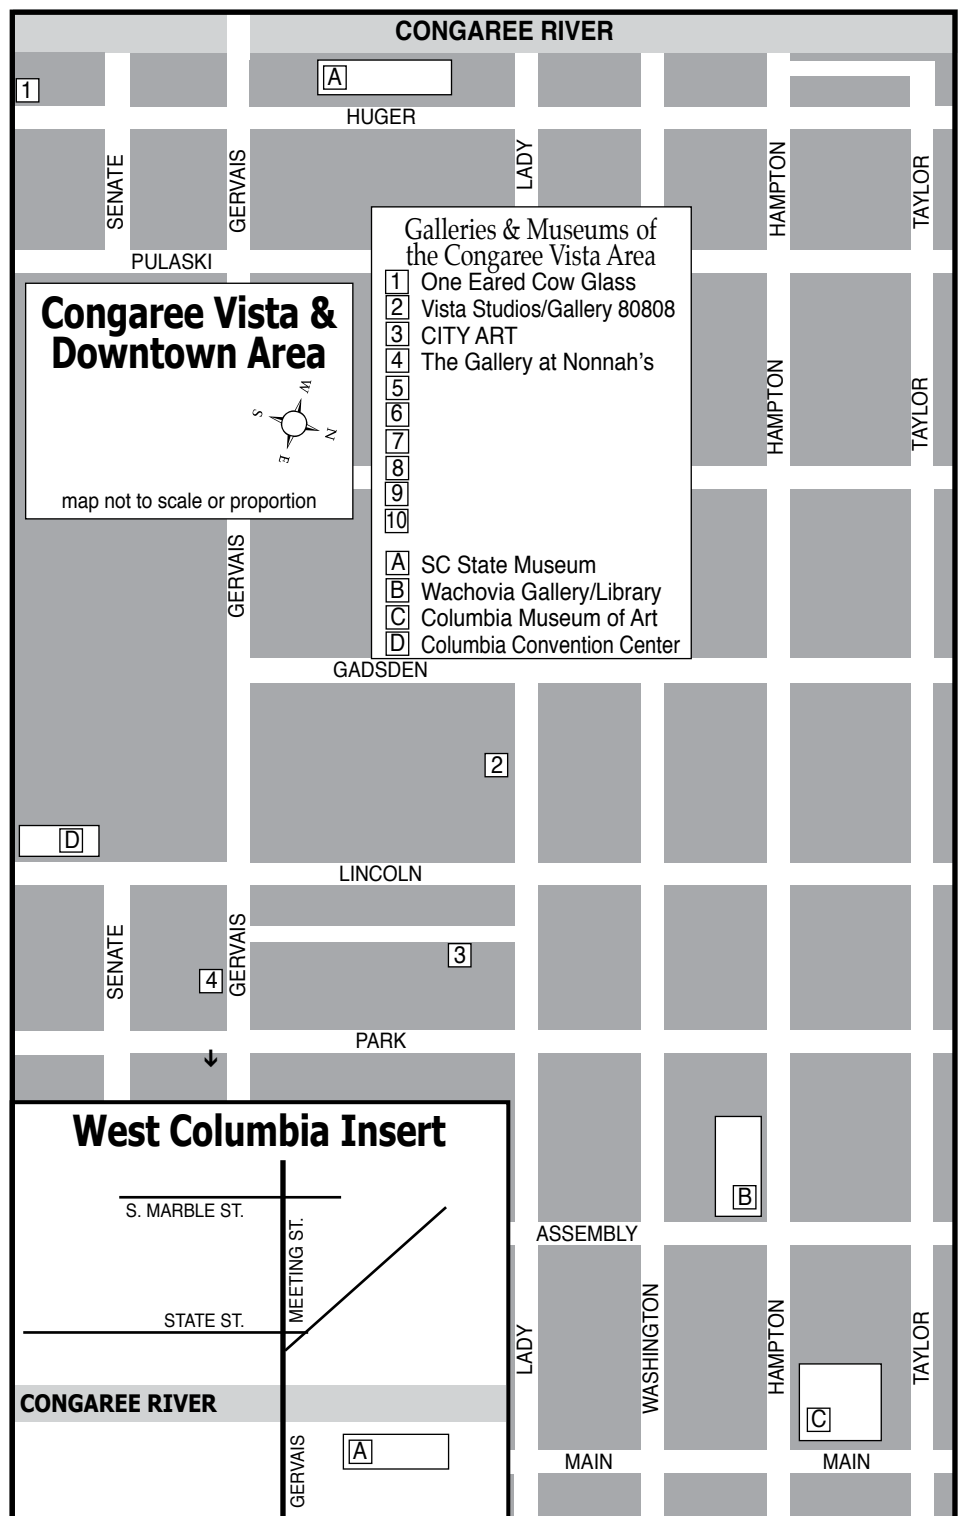 CONGAREE RIVER
A
1
HUGER
SENATE
GERVAIS
LADY
HAMPTON
TAYLOR
PULASKI
Galleries & Museums of
the Congaree Vista Area
1 One Eared Cow Glass
2 Vista Studios/Gallery 80808
3 CITY ART
4 The Gallery at Nonnah's
5
6
7
8
9
10
A SC State Museum
B Wachovia Gallery/Library
C Columbia Museum of Art
D Columbia Convention Center
Congaree Vista &
Downtown Area
W
S
N
E
map not to scale or proportion
HAMPTON
TAYLOR
GERVAIS
GADSDEN
2
D
LINCOLN
SENATE
GERVAIS
3
4
PARK
B
ASSEMBLY
LADY
WASHINGTON
HAMPTON
TAYLOR
C
MAIN
MAIN
West Columbia Insert
S. MARBLE ST.
MEETING ST.
STATE ST.
CONGAREE RIVER
GERVAIS
A